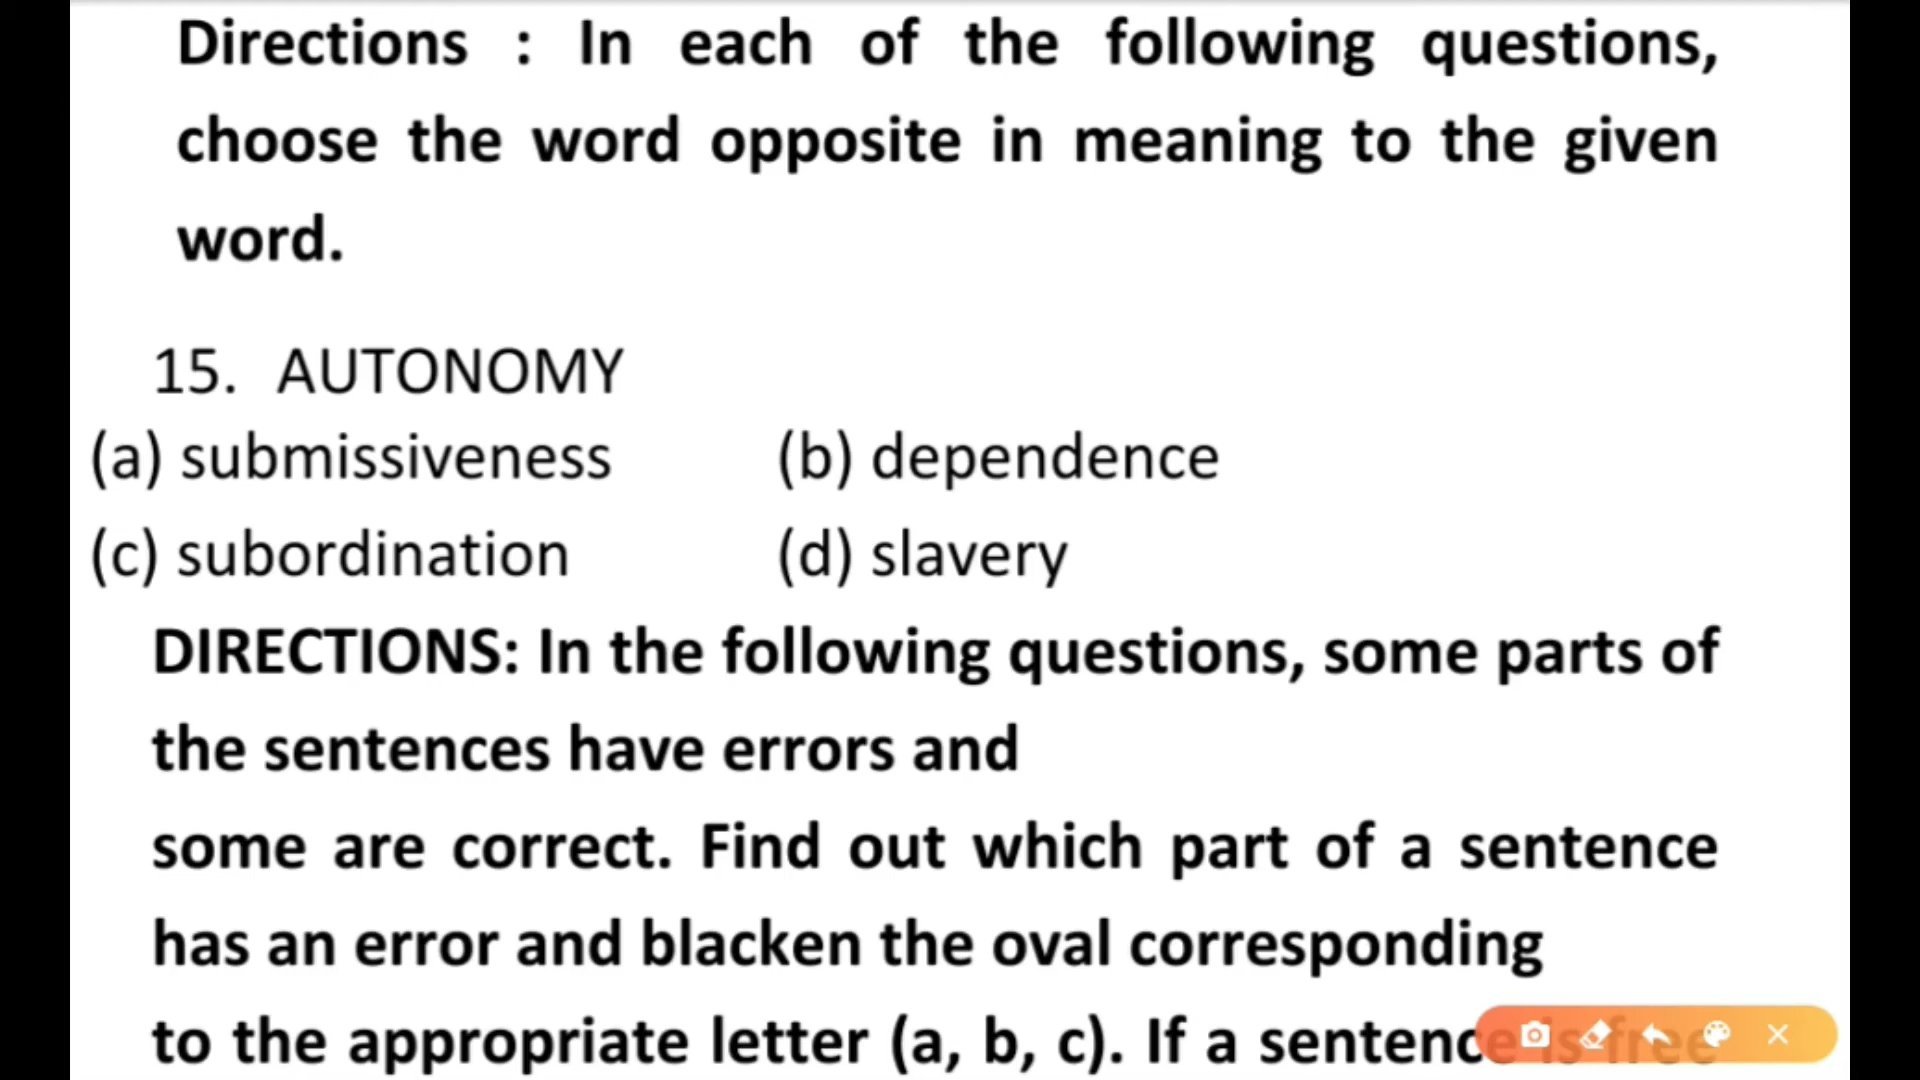 Directions : In each of the following questions,
choose the word opposite in meaning to the given
word.
15. AUTONOMY
(a) submissiveness (b) dependence
(c) subordination (d) slavery
DIRECTIONS: In the following questions, some parts of
the sentences have errors and
some are correct. Find out which part of a sentence
has an error and blacken the oval corresponding
to the appropriate letter (a, b, c). If a sentence is free